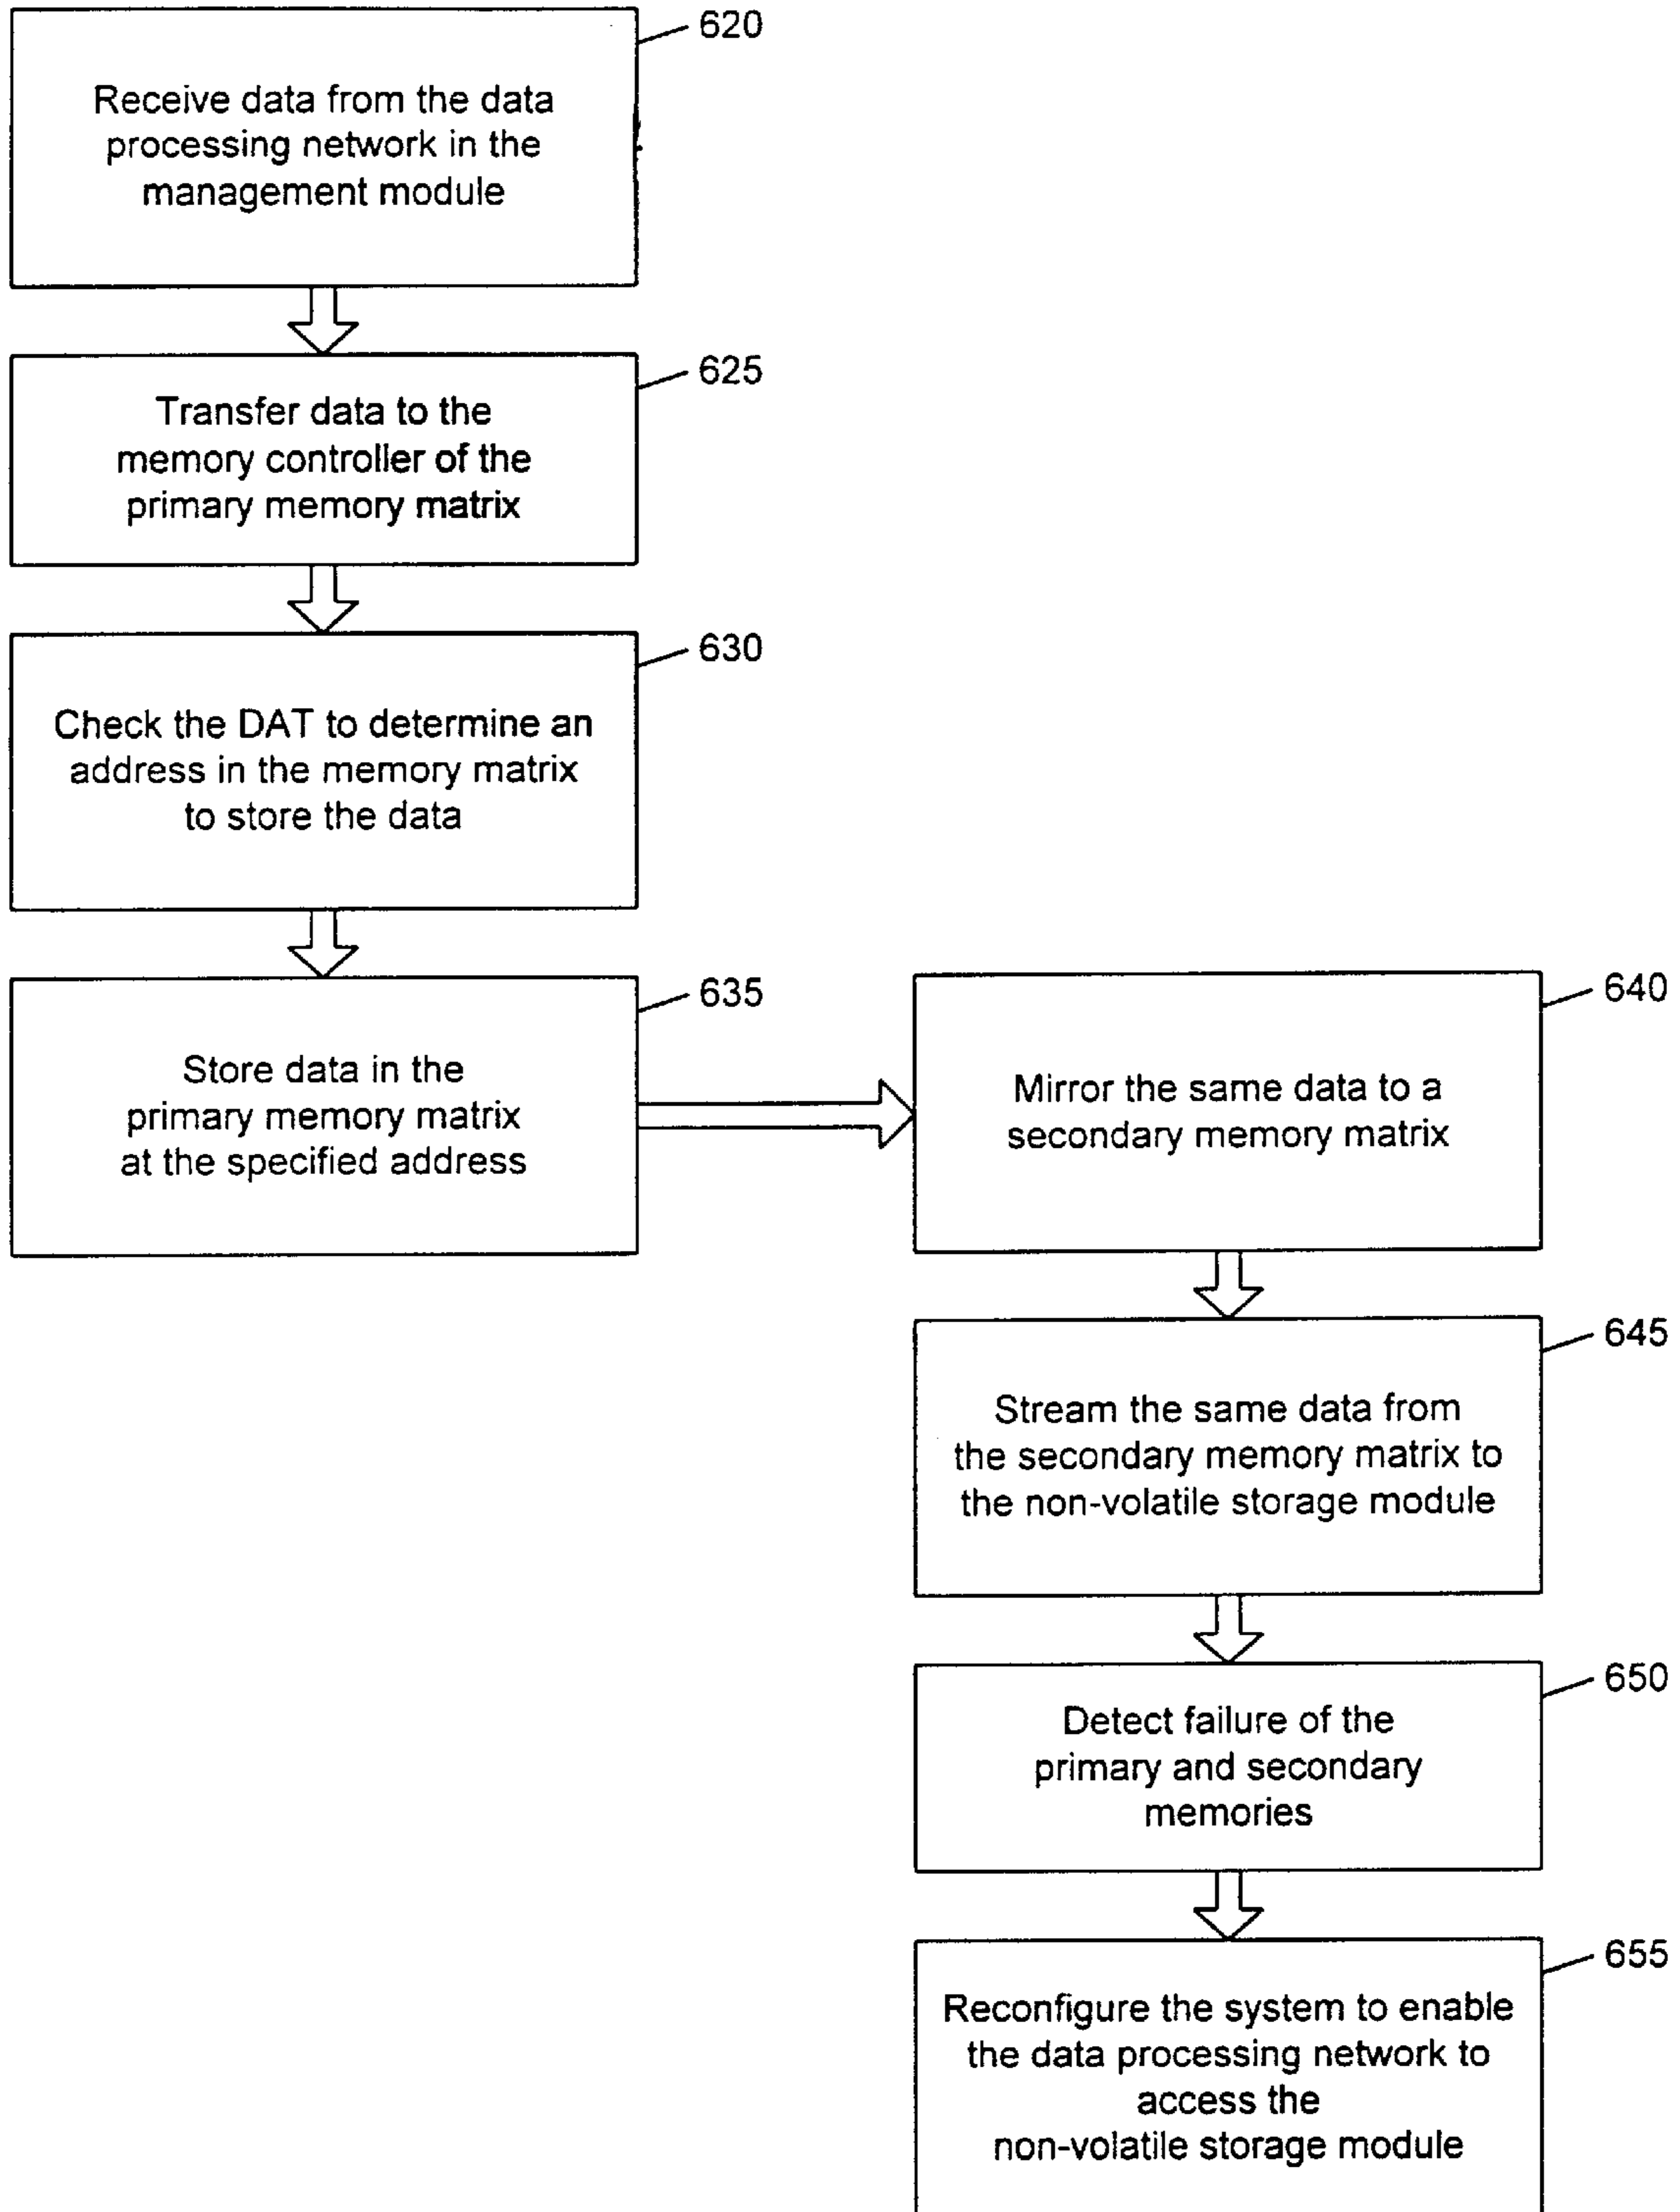 620
Receive data from the data
processing network in the
management module
625
Transfer data to the
memory controller of the
primary memory matrix
630
Check the DAT to determine an
address in the memory matrix
to store the data
635
Store data in the
primary memory matrix
at the specified address
640
Mirror the same data to a
secondary memory matrix
645
Stream the same data from
the secondary memory matrix to
the non-volatile storage module
650
Detect failure of the
primary and secondary
memories
655
Reconfigure the system to enable
the data processing network to
access the
non-volatile storage module